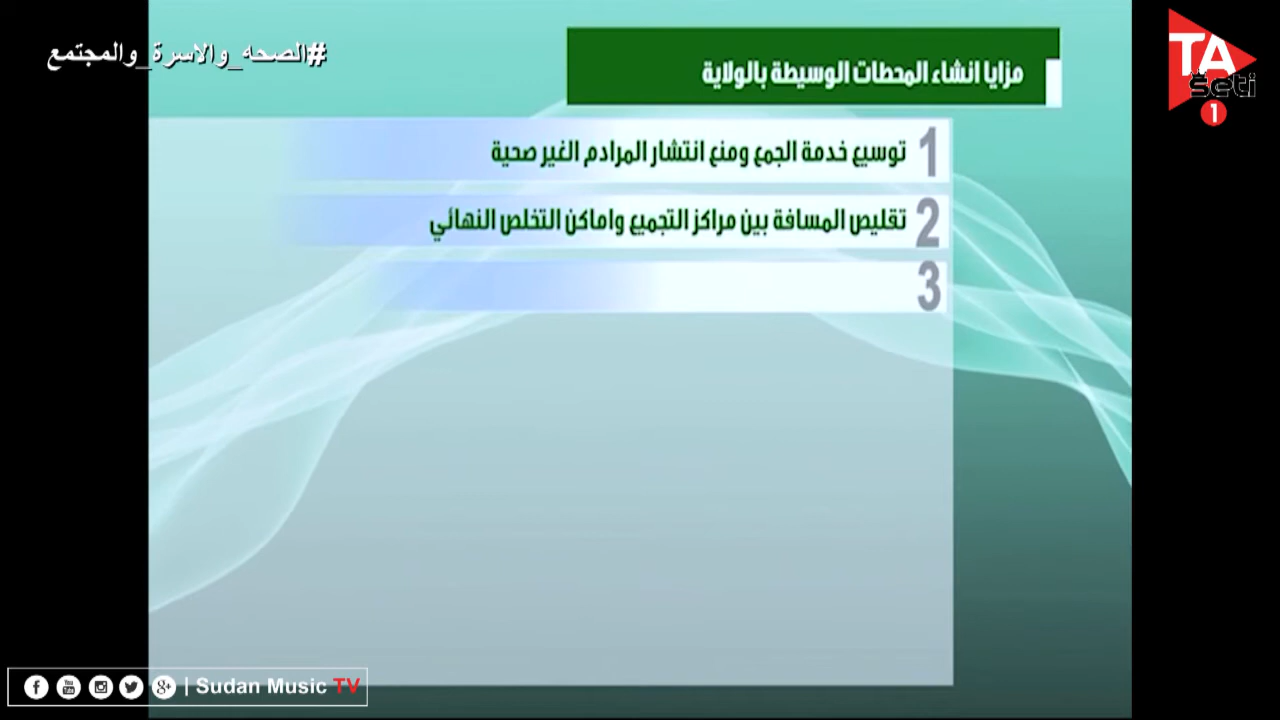 #الصحه_والاسرة_والمجتمع
TA
Seti
1
مزايا انشاء المحطات الوسيطة بالولاية
1 توسيع خدمة الجمع ومنع انتشار المرادم الغير صحية
2 تقليص المسافة بين مراكز التجميع واماكن التخلص النهائي
3
| Sudan Music TV